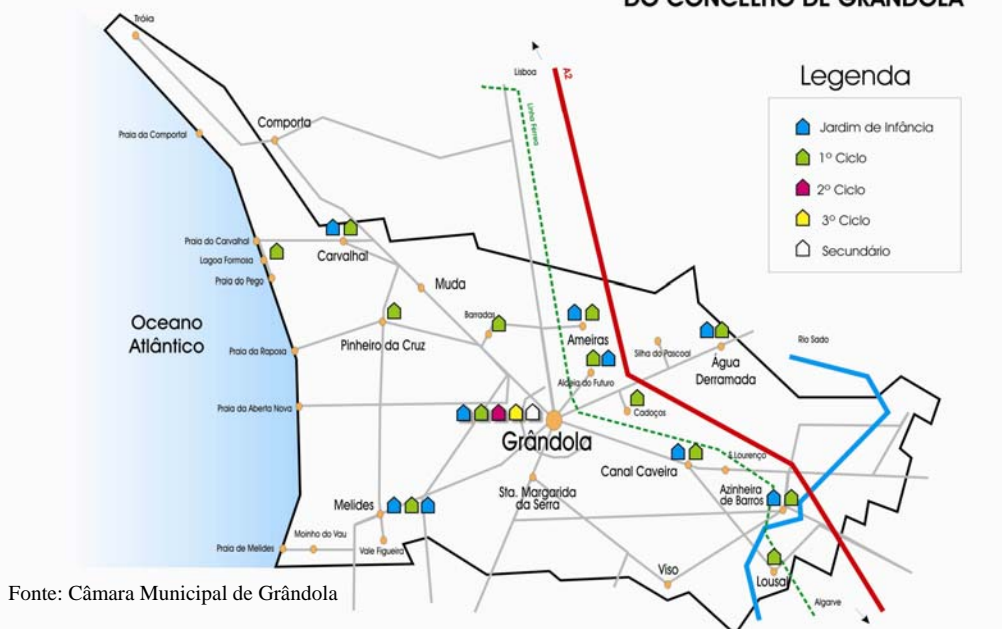 DO CONCELHO DE GRÂNDOLA
Tróia
Lisboa
A2
Linha Férrea
Legenda
Jardim de Infância
1º Ciclo
2º Ciclo
3º Ciclo
Secundário
Comporta
Praia da Comportal
Praia do Carvalhal
Carvalhal
Lagoa Formosa
Praia do Pego
Muda
Oceano
Atlântico
Barradas
Pinheiro da Cruz
Ameiras
Silha do Pascoal
Água
Derramada
Rio Sado
Praia da Raposa
Aldeia do Futuro
Praia da Aberta Nova
Cadoços
Grândola
Canal Caveira
S. Lourenço
Sta. Margarida
da Serra
Azinheira
de Barros
Melides
Moinho do Vau
Praia de Melides
Vale Figueira
Viso
Lousal
Algarve
Fonte: Câmara Municipal de Grândola